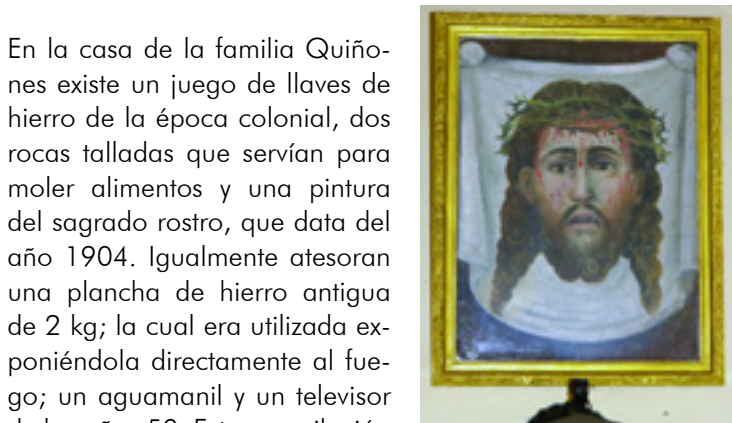 En la casa de la familia Quiño-
nes existe un juego de llaves de
hierro de la época colonial, dos
rocas talladas que servían para
moler alimentos y una pintura
del sagrado rostro, que data del
año 1904. Igualmente atesoran
una plancha de hierro antigua
de 2 kg; la cual era utilizada ex-
poniéndola directamente al fue-
go; un aguamanil y un televisor